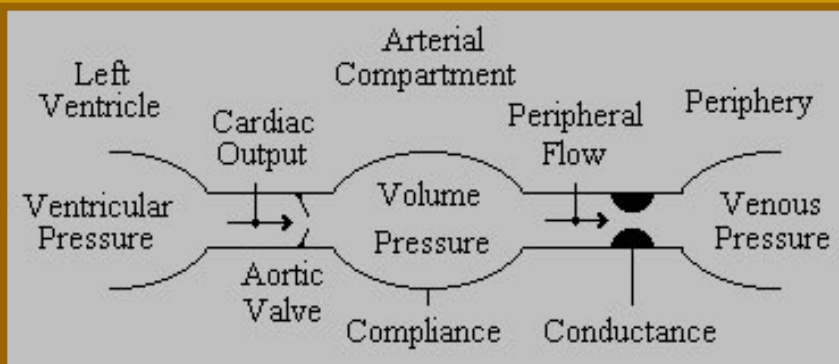 Left
Ventricle
Arterial
Compartment
Cardiac
Output
Peripheral
Flow
Periphery
Ventricular
Pressure
Volume
Pressure
Venous
Pressure
Aortic
Valve
Compliance
Conductance